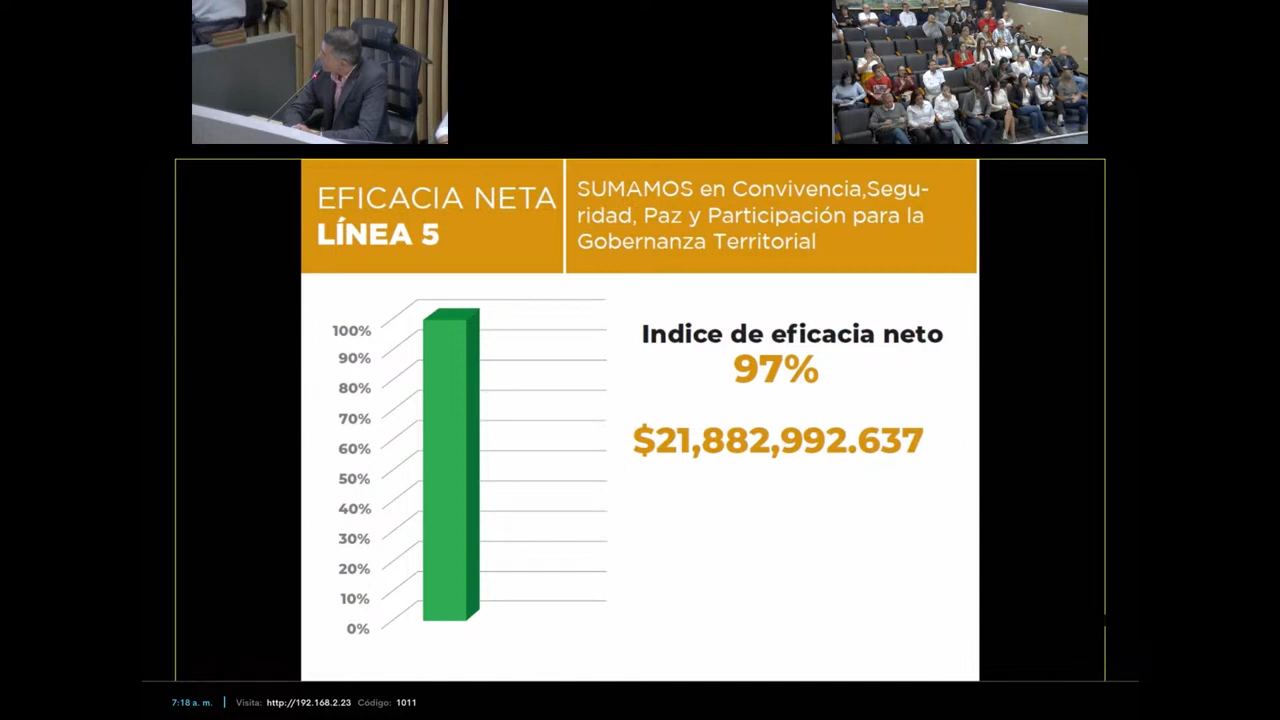 EFICACIA NETA
LÍNEA 5
SUMAMOS en Convivencia,Segu-
ridad, Paz y Participación para la
Gobernanza Territorial
100%
90%
80%
70%
60%
50%
40%
30%
20%
10%
0%
Indice de eficacia neto
97%
$21,882,992.637
7:18 a. m. | Visita: http://192.168.2.23 Código: 1011